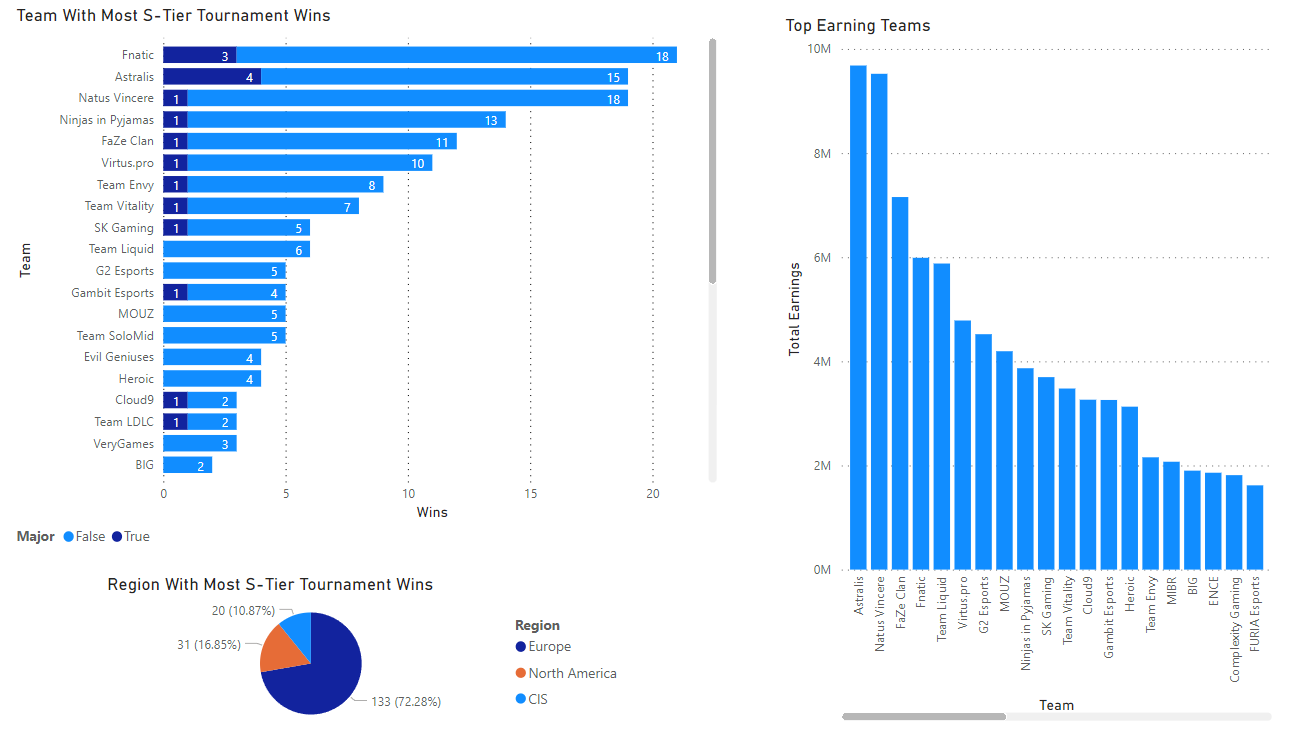 Team With Most S-Tier Tournament Wins
Fnatic 3 18
Astralis 4 15
Natus Vincere 1 18
Ninjas in Pyjamas 1 13
FaZe Clan 1 11
Virtus.pro 1 10
Team Envy 1 8
Team Vitality 1 7
SK Gaming 1 5
Team Liquid 6
G2 Esports 5
Gambit Esports 1 4
MOUZ 5
Team SoloMid 5
Evil Geniuses 4
Heroic 4
Cloud9 1 2
Team LDLC 1 2
VeryGames 3
BIG 2
Team
0 5 10 15 20
Wins
Major False True
Region With Most S-Tier Tournament Wins
20 (10.87%)
31 (16.85%)
133 (72.28%)
Region
Europe
North America
CIS
Top Earning Teams
10M
8M
6M
4M
2M
0M
Total Earnings
Astralis
Natus Vincere
FaZe Clan
Fnatic
Team Liquid
Virtus.pro
G2 Esports
MOUZ
Ninjas in Pyjamas
SK Gaming
Team Vitality
Cloud9
Gambit Esports
Heroic
Team Envy
MIBR
BIG
ENCE
Complexity Gaming
FURIA Esports
Team